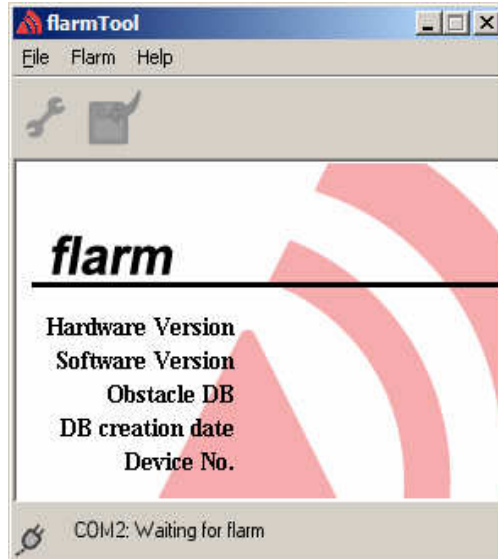 flarmTool
File Flarm Help
flarm
Hardware Version
Software Version
Obstacle DB
DB creation date
Device No.
COM2: Waiting for flarm